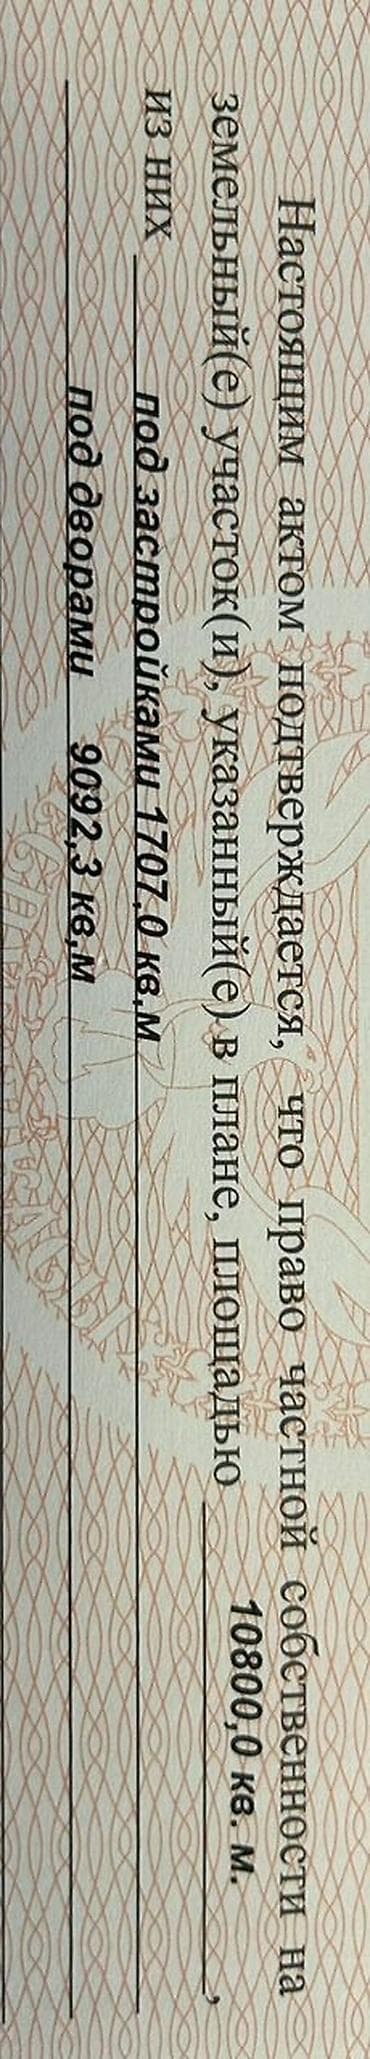 Настоящим актом подтверждается, что право частной собственности на
земельный(е) участок(и), указанный(е) в плане, площадью 10800,0 кв. м.,
из них под застройками 1707,0 кв,м
под дворами 9092,3 кв,м